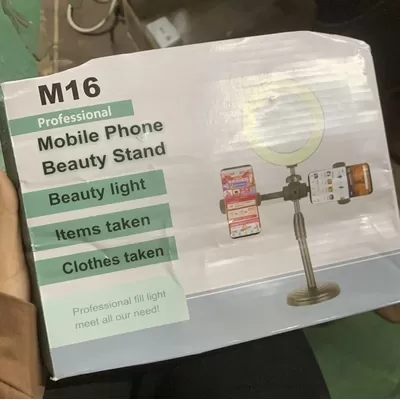 M16
Professional
Mobile Phone
Beauty Stand
Beauty light
Items taken
Clothes taken
Professional fill light
meet all our need!